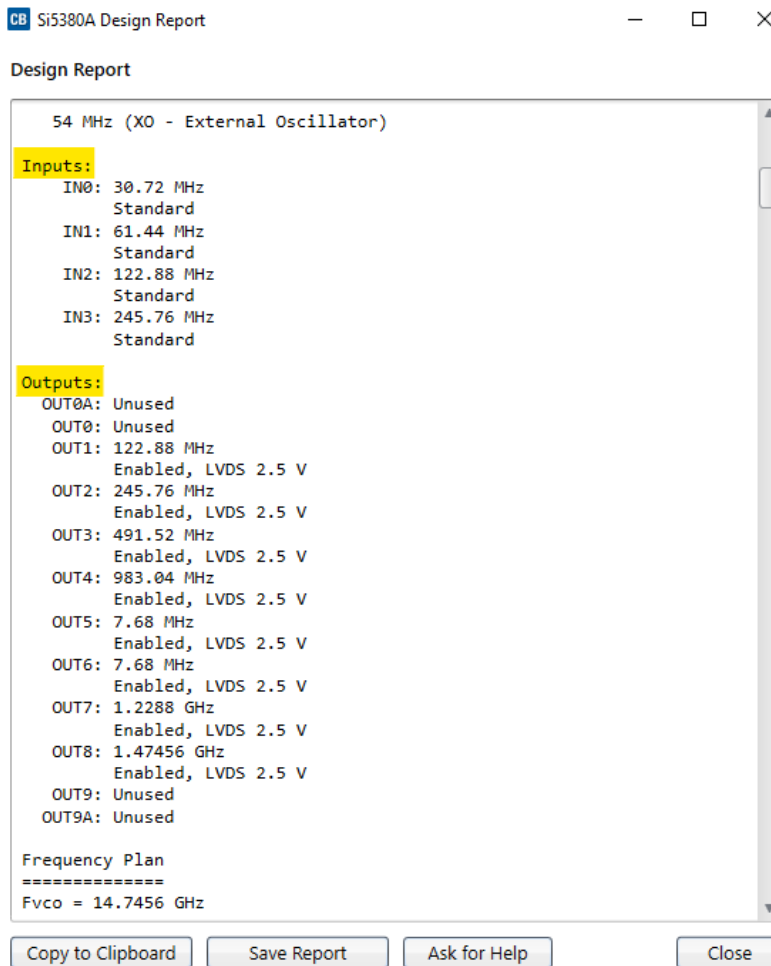 CB Si5380A Design Report
Design Report
54 MHz (XO - External Oscillator)
Inputs:
IN0: 30.72 MHz
Standard
IN1: 61.44 MHz
Standard
IN2: 122.88 MHz
Standard
IN3: 245.76 MHz
Standard
Outputs:
OUT0A: Unused
OUT0: Unused
OUT1: 122.88 MHz
Enabled, LVDS 2.5 V
OUT2: 245.76 MHz
Enabled, LVDS 2.5 V
OUT3: 491.52 MHz
Enabled, LVDS 2.5 V
OUT4: 983.04 MHz
Enabled, LVDS 2.5 V
OUT5: 7.68 MHz
Enabled, LVDS 2.5 V
OUT6: 7.68 MHz
Enabled, LVDS 2.5 V
OUT7: 1.2288 GHz
Enabled, LVDS 2.5 V
OUT8: 1.47456 GHz
Enabled, LVDS 2.5 V
OUT9: Unused
OUT9A: Unused
Frequency Plan
==============
Fvco = 14.7456 GHz
Copy to Clipboard Save Report Ask for Help Close